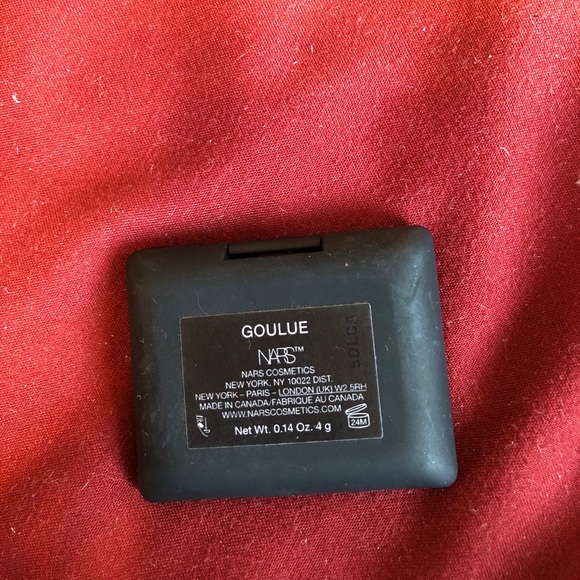 GOULUE
NARS™
NARS COSMETICS
NEW YORK, NY 10022 DIST.
NEW YORK – PARIS – LONDON (UK) W2 5RH
MADE IN CANADA/FABRIQUE AU CANADA
WWW.NARSCOSMETICS.COM
24M
Net Wt. 0.14 Oz. 4 g